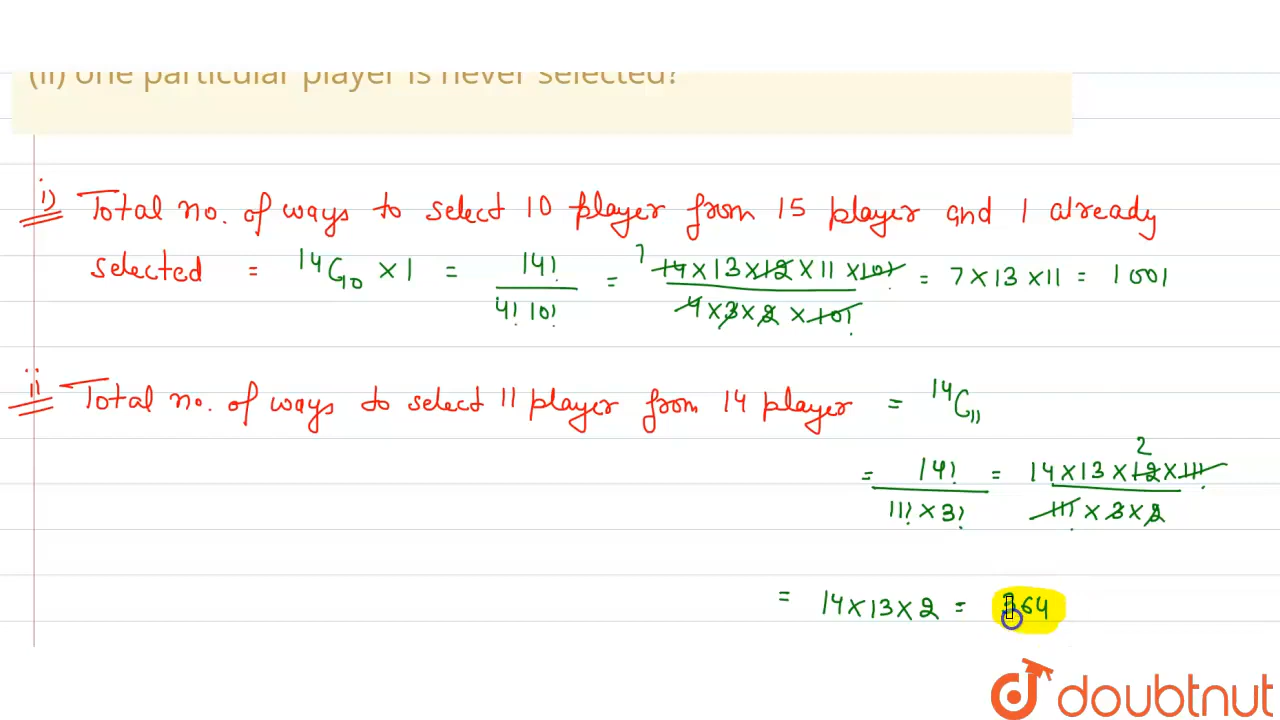 (ii) one particular player is never selected?
i) Total no. of ways to select 10 player from 15 player and 1 already
selected = ¹⁴C₁₀ × 1 = 14! / 4! 10! = 7 14 × 13 × 12 × 11 × 10! / 4 × 3 × 2 × 10! = 7 × 13 × 11 = 1001
ii Total no. of ways to select 11 player from 14 player = ¹⁴C₁₁
= 14! / 11! × 3! = 14 × 13 × 12 2 × 11! / 11! × 3 × 2
= 14 × 13 × 2 = 364
doubtnut